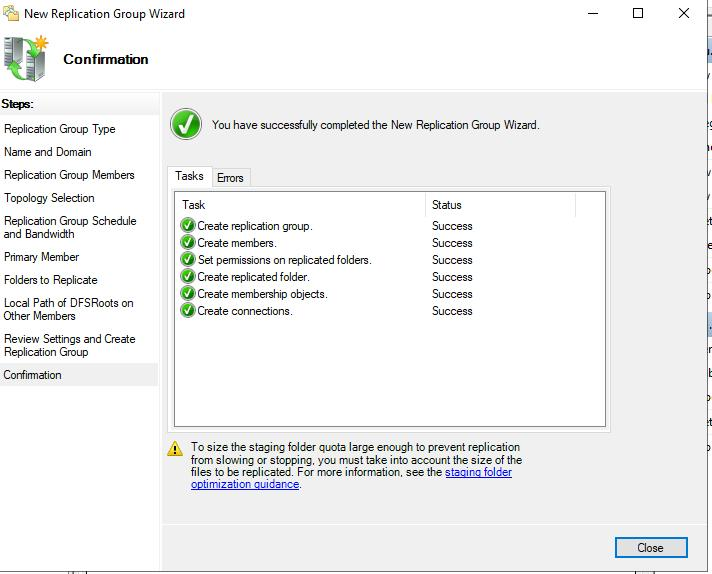 New Replication Group Wizard
Confirmation
Steps:
Replication Group Type
Name and Domain
Replication Group Members
Topology Selection
Replication Group Schedule
and Bandwidth
Primary Member
Folders to Replicate
Local Path of DFSRoots on
Other Members
Review Settings and Create
Replication Group
Confirmation
You have successfully completed the New Replication Group Wizard.
Tasks Errors
Task Status
Create replication group. Success
Create members. Success
Set permissions on replicated folders. Success
Create replicated folder. Success
Create membership objects. Success
Create connections. Success
To size the staging folder quota large enough to prevent replication
from slowing or stopping, you must take into account the size of the
files to be replicated. For more information, see the staging folder
optimization guidance.
Close